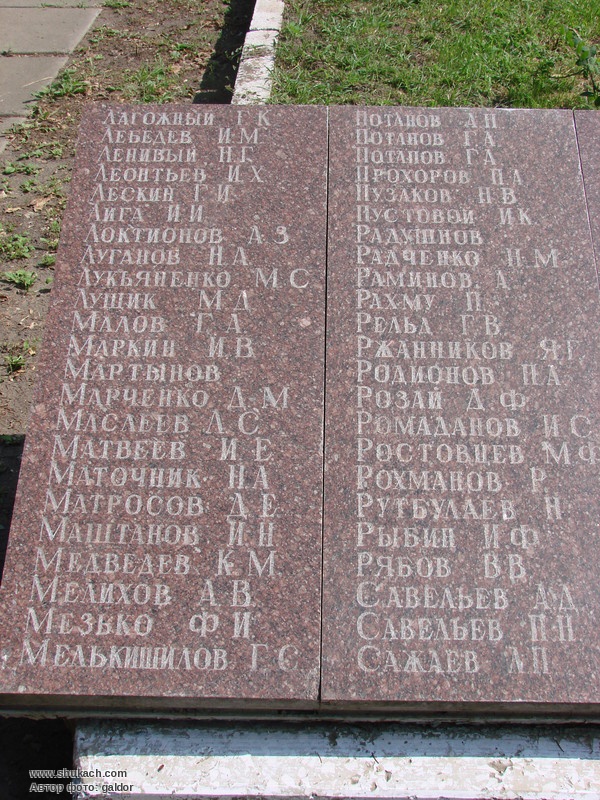 Лагожный Г К
Лебедев И.М
Ленивый Н.Г
Леонтьев И.Х
Лескин Г И
Лига И И
Локтионов А З
Луганов Н А
Лукьяненко М С
Лущик М Д
Малов Г А
Маркин И В
Мартынов
Марченко Д М
Маслеев Л С
Матвеев И Е
Маточник Н А
Матросов Д Е
Маштанов И Н
Медведев К М
Мелихов А В
Мезько Ф И
Мелькишилов Г С
Потапов А П
Потапов Г А
Потапов Г А
Прохоров П А
Пузаков Н В
Пустовой И К
Радушнов
Радченко Н М
Раминов А
Рахму П
Рельд Г В
Ржанников Я Г
Родионов П А
Розай Д Ф
Ромаданов И С
Ростовцев М Ф
Рохманов Р
Рутбулаев Н
Рыбин И Ф
Рябов В В
Савельев А Д
Савельев П П
Сажаев А П
www.shukach.com
Автор фото: galdor